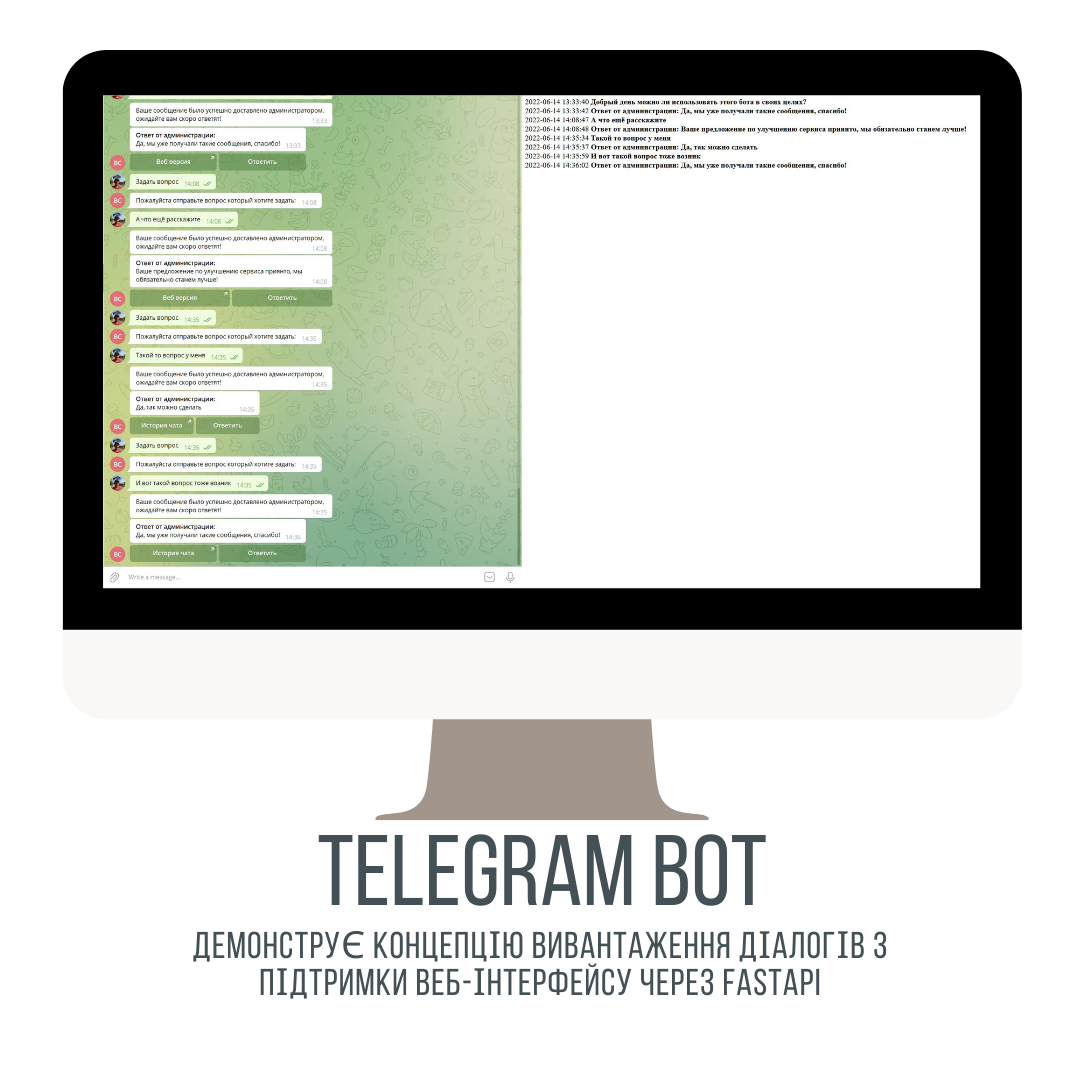 Ваше сообщение было успешно доставлено администратором,
ожидайте вам скоро ответят!
13:33
Ответ от администрации:
Да, мы уже получали такие сообщения, спасибо! 13:33
ВС
Веб версия Ответить
Задать вопрос 14:08
ВС
Пожалуйста отправьте вопрос который хотите задать: 14:08
А что ещё расскажите 14:08
Ваше сообщение было успешно доставлено администратором,
ожидайте вам скоро ответят!
14:08
Ответ от администрации:
Ваше предложение по улучшению сервиса приянто, мы
обязательно станем лучше!
14:08
ВС
Веб версия Ответить
Задать вопрос 14:35
ВС
Пожалуйста отправьте вопрос который хотите задать: 14:35
Такой то вопрос у меня 14:35
Ваше сообщение было успешно доставлено администратором,
ожидайте вам скоро ответят!
14:35
Ответ от администрации:
Да, так можно сделать 14:35
ВС
История чата Ответить
Задать вопрос 14:35
ВС
Пожалуйста отправьте вопрос который хотите задать: 14:35
И вот такой вопрос тоже возник 14:35
Ваше сообщение было успешно доставлено администратором,
ожидайте вам скоро ответят!
14:35
Ответ от администрации:
Да, мы уже получали такие сообщения, спасибо! 14:36
ВС
История чата Ответить
Write a message...
2022-06-14 13:33:40 Добрый день можно ли использовать этого бота в своих целях?
2022-06-14 13:33:42 Ответ от администрации: Да, мы уже получали такие сообщения, спасибо!
2022-06-14 14:08:47 А что ещё расскажите
2022-06-14 14:08:48 Ответ от администрации: Ваше предложение по улучшению сервиса приянто, мы обязательно станем лучше!
2022-06-14 14:35:34 Такой то вопрос у меня
2022-06-14 14:35:37 Ответ от администрации: Да, так можно сделать
2022-06-14 14:35:59 И вот такой вопрос тоже возник
2022-06-14 14:36:02 Ответ от администрации: Да, мы уже получали такие сообщения, спасибо!
TELEGRAM BOT
ДЕМОНСТРУЄ КОНЦЕПЦІЮ ВИВАНТАЖЕННЯ ДІАЛОГІВ З
ПІДТРИМКИ ВЕБ-ІНТЕРФЕЙСУ ЧЕРЕЗ FASTAPI